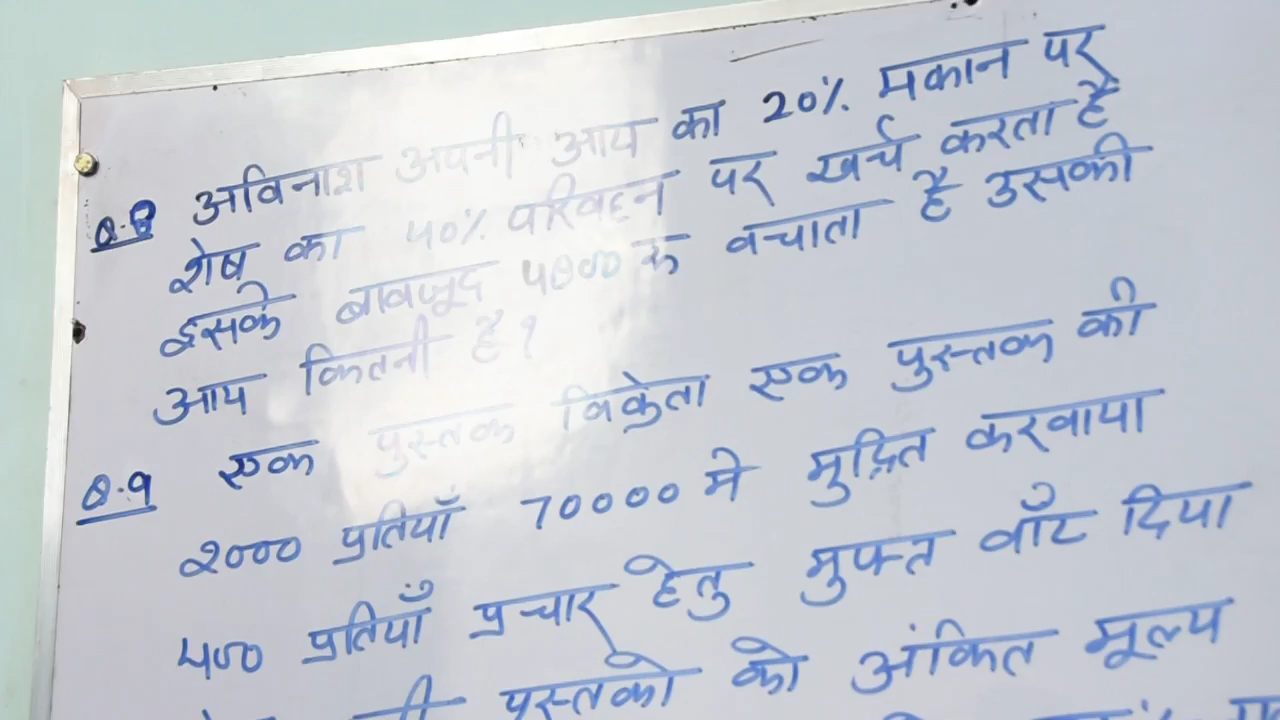 Q.8 अविनाश अपनी आय का 20% मकान पर
शेष का 40% परिवहन पर खर्च करता है
इसके बावजूद 4800 रू वचाता है उसकी
आय कितनी है?
Q.9 एक पुस्तक विक्रेता एक पुस्तक की
2000 प्रतियाँ 70000 मे मुद्रित करवाया
400 प्रतियाँ प्रचार हेतु मुफ्त वाँट दिया
पुस्तको को अंकित मूल्य